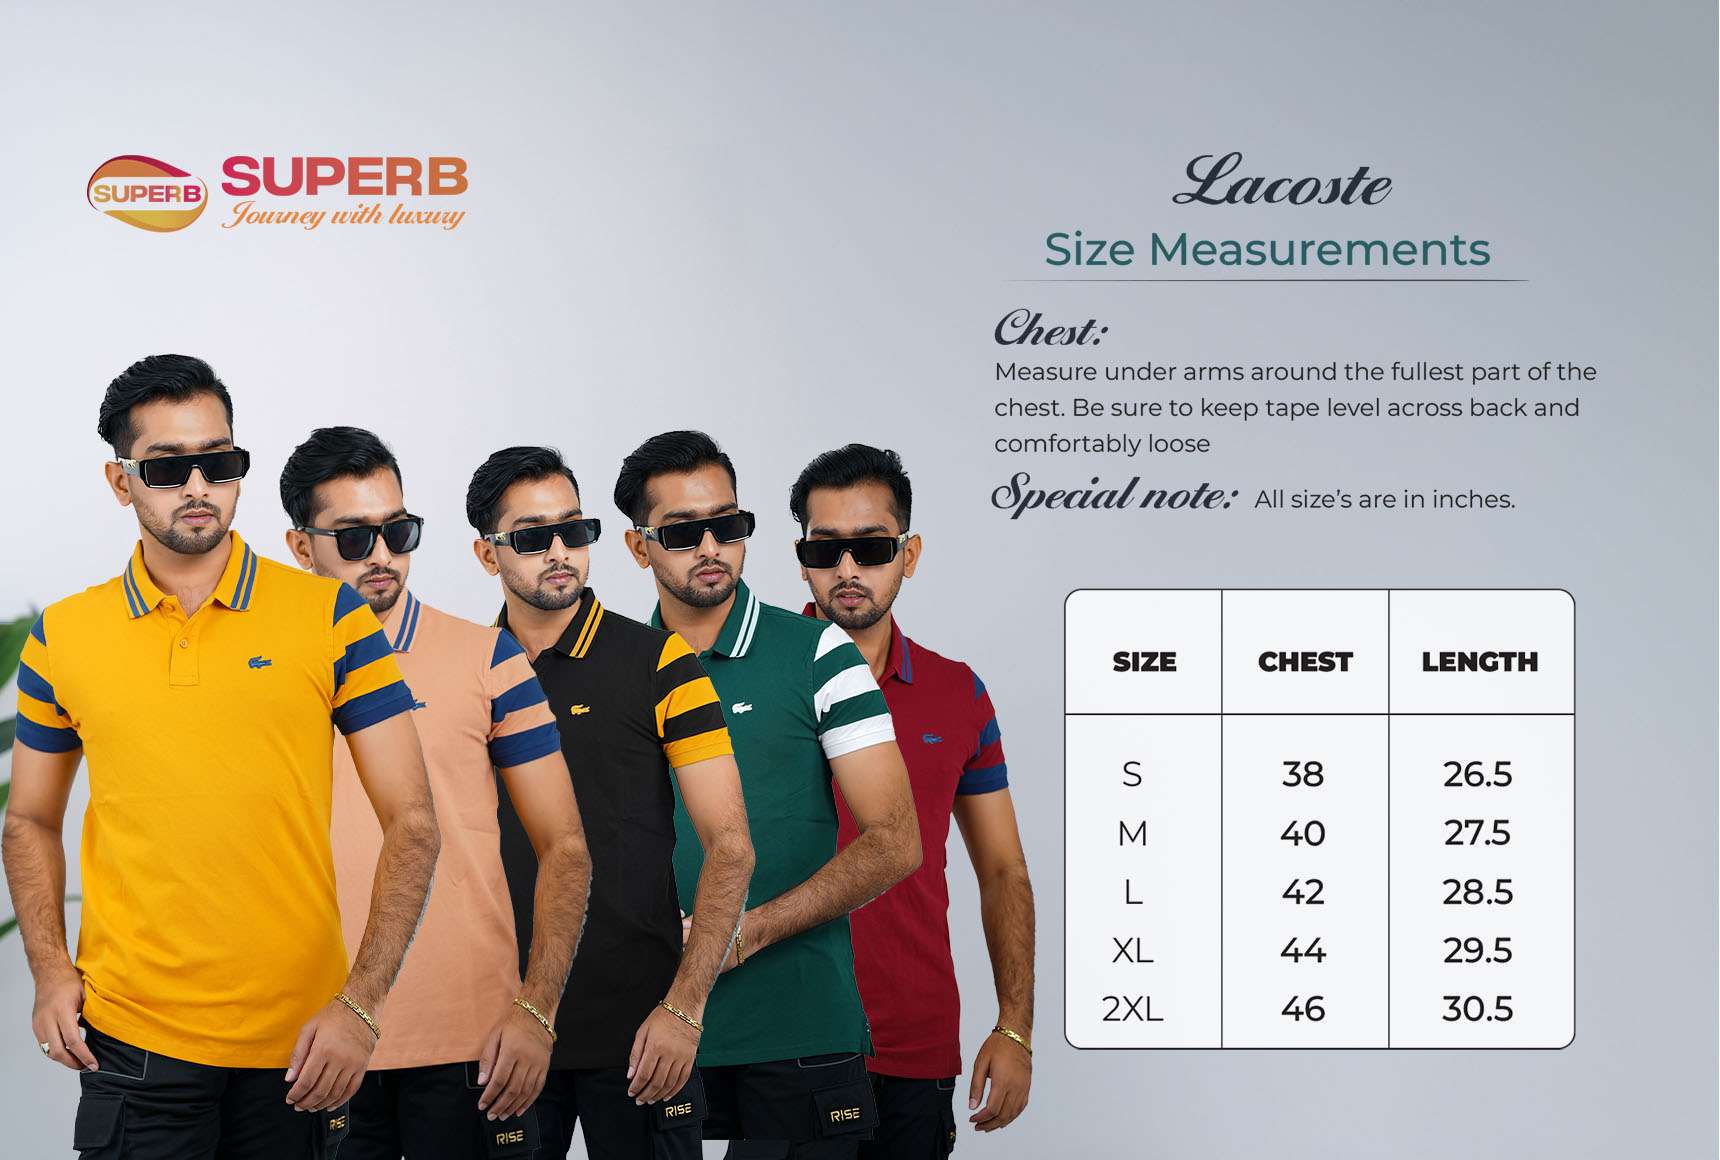 SUPERB
SUPERB
Journey with luxury
Lacoste
Size Measurements
Chest:
Measure under arms around the fullest part of the
chest. Be sure to keep tape level across back and
comfortably loose
Special note: All size's are in inches.
SIZE CHEST LENGTH
S 38 26.5
M 40 27.5
L 42 28.5
XL 44 29.5
2XL 46 30.5
RISE
RISE
RISE
RISE